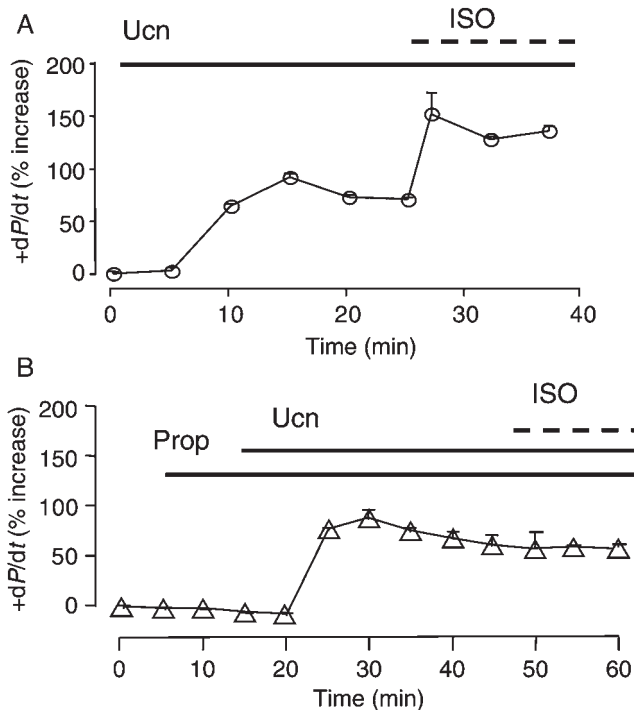 A
Ucn
ISO
200
150
100
50
0
+dP/dt (% increase)
0 10 20 30 40
Time (min)
B
ISO
Ucn
Prop
200
150
100
50
0
+dP/dt (% increase)
0 10 20 30 40 50 60
Time (min)